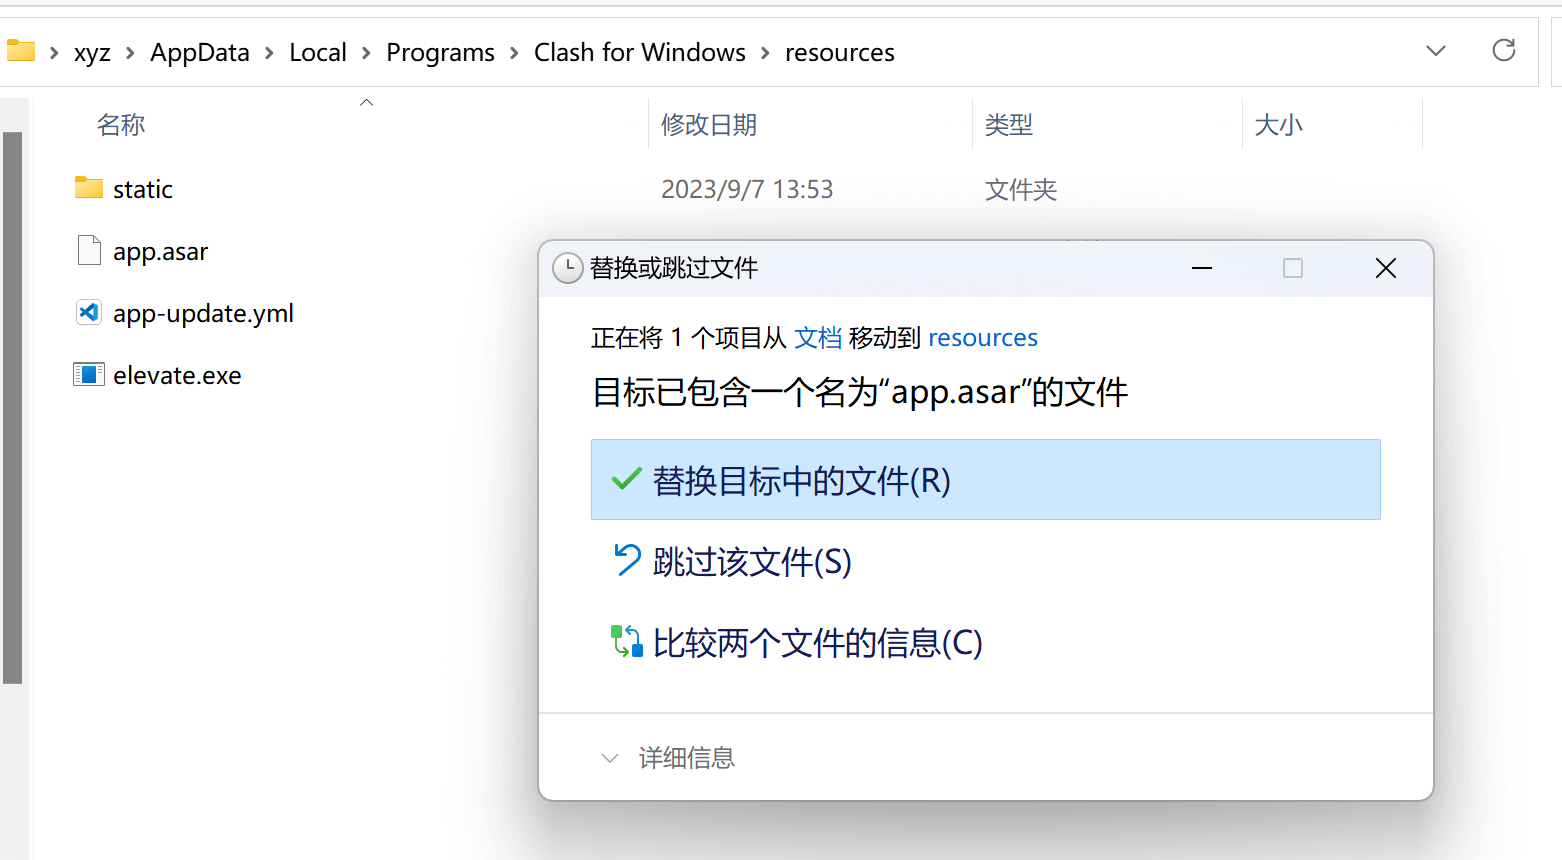 xyz > AppData > Local > Programs > Clash for Windows > resources
名称 修改日期 类型 大小
static 2023/9/7 13:53 文件夹
app.asar
app-update.yml
elevate.exe
替换或跳过文件
正在将 1 个项目从 文档 移动到 resources
目标已包含一个名为“app.asar”的文件
替换目标中的文件(R)
跳过该文件(S)
比较两个文件的信息(C)
详细信息